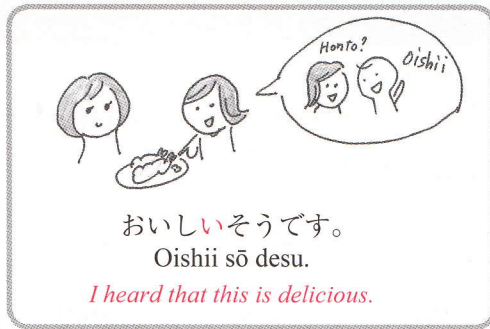 Honto?
Oishii
おいしいそうです。
Oishii sō desu.
I heard that this is delicious.